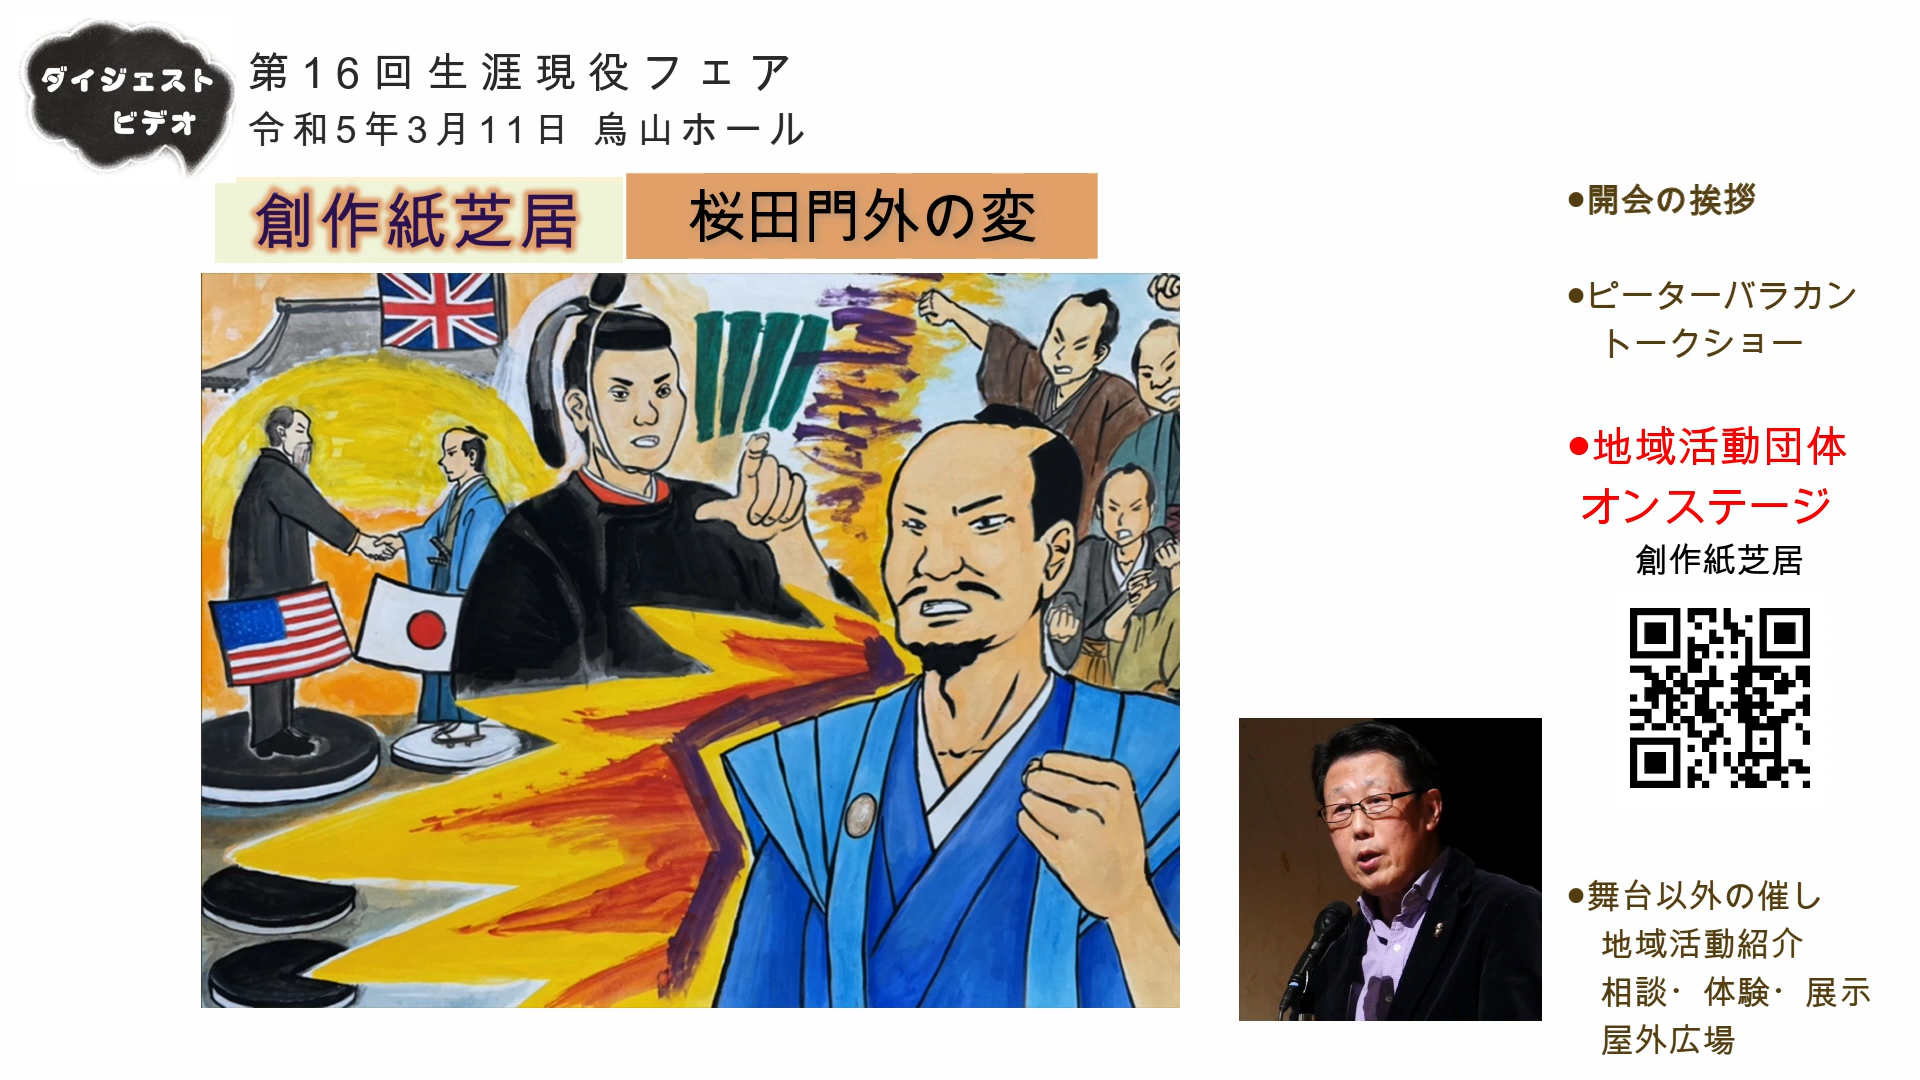 ダイジェスト
ビデオ
第16回生涯現役フェア
令和5年3月11日 烏山ホール
創作紙芝居
桜田門外の変
●開会の挨拶
●ピーターバラカン
トークショー
●地域活動団体
オンステージ
創作紙芝居
●舞台以外の催し
地域活動紹介
相談・体験・展示
屋外広場